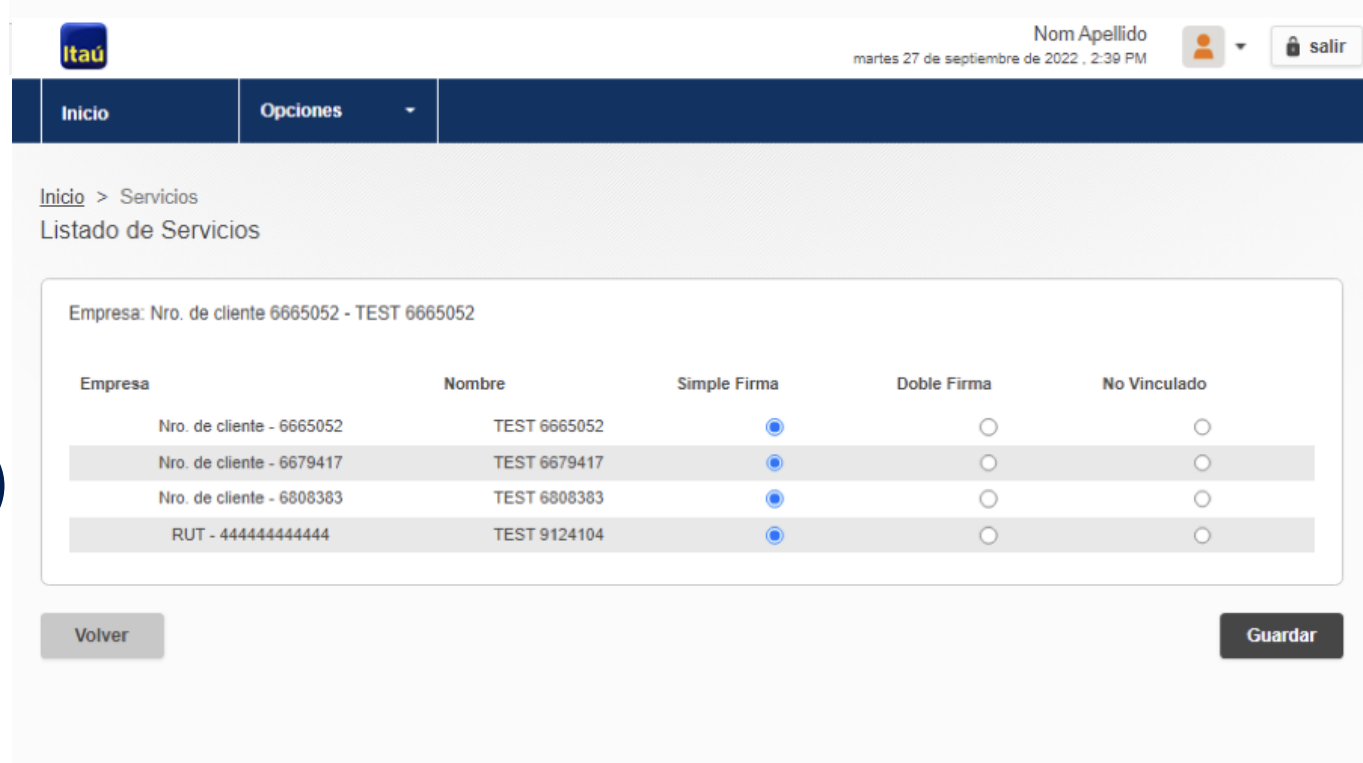 Itaú
Nom Apellido
martes 27 de septiembre de 2022 , 2:39 PM
salir
Inicio
Opciones
Inicio > Servicios
Listado de Servicios
Empresa: Nro. de cliente 6665052 - TEST 6665052
Empresa Nombre Simple Firma Doble Firma No Vinculado
Nro. de cliente - 6665052 TEST 6665052
Nro. de cliente - 6679417 TEST 6679417
Nro. de cliente - 6808383 TEST 6808383
RUT - 444444444444 TEST 9124104
Volver
Guardar